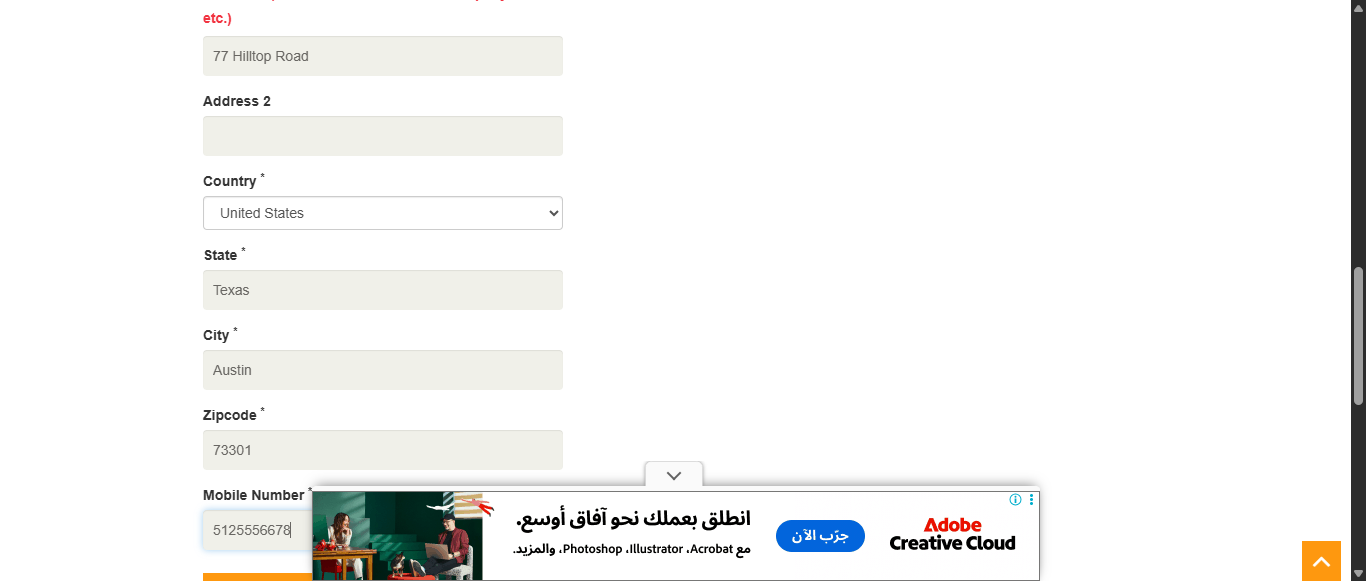 etc.)
77 Hilltop Road
Address 2
Country *
United States
State *
Texas
City *
Austin
Zipcode *
73301
Mobile Number *
5125556678
انطلق بعملك نحو آفاق أوسع.
مع Photoshop ،Illustrator ،Acrobat، والمزيد.
جرّب الآن
Adobe
Creative Cloud